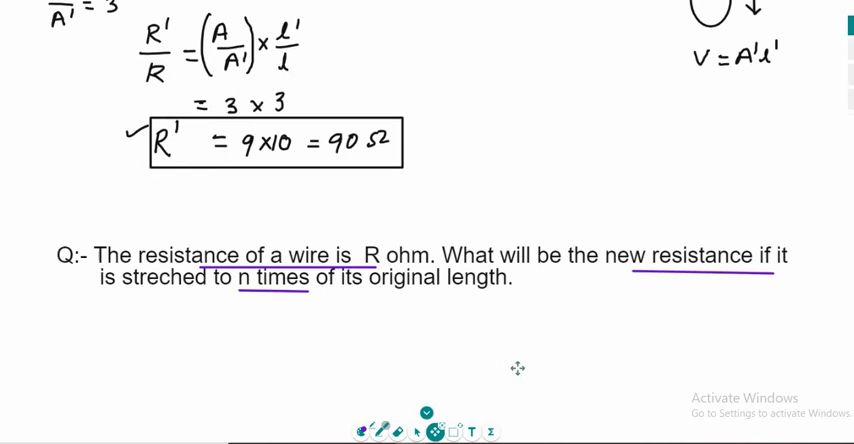 A' = 3
R'/R = (A/A') × l'/l
V = A'l'
= 3 × 3
R' = 9×10 = 90 Ω
Q:- The resistance of a wire is R ohm. What will be the new resistance if it
is streched to n times of its original length.
Activate Windows
Go to Settings to activate Windows.
T Σ